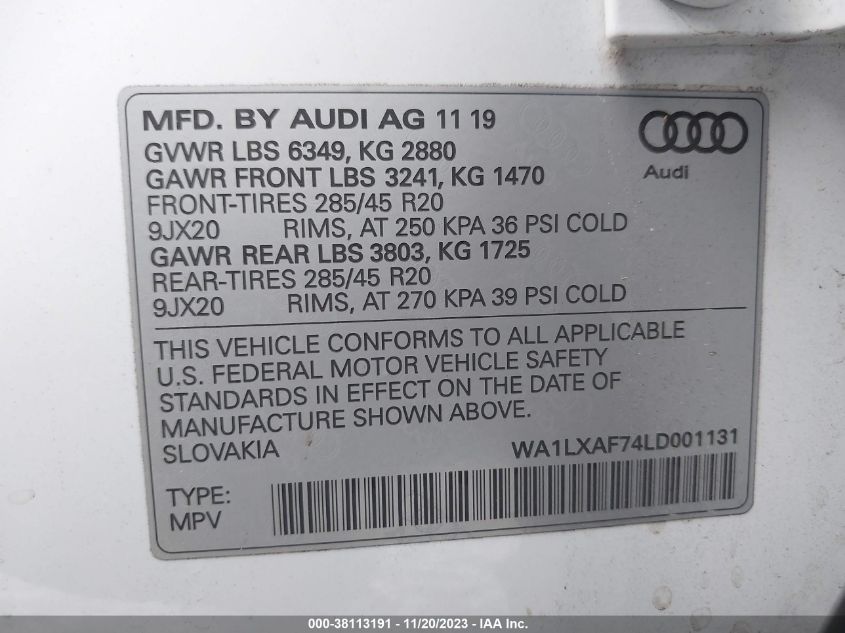 MFD. BY AUDI AG 11 19
GVWR LBS 6349, KG 2880
GAWR FRONT LBS 3241, KG 1470
FRONT-TIRES 285/45 R20
9JX20 RIMS, AT 250 KPA 36 PSI COLD
GAWR REAR LBS 3803, KG 1725
REAR-TIRES 285/45 R20
9JX20 RIMS, AT 270 KPA 39 PSI COLD
Audi
THIS VEHICLE CONFORMS TO ALL APPLICABLE
U.S. FEDERAL MOTOR VEHICLE SAFETY
STANDARDS IN EFFECT ON THE DATE OF
MANUFACTURE SHOWN ABOVE.
SLOVAKIA
WA1LXAF74LD001131
TYPE:
MPV
000-38113191 - 11/20/2023 - IAA Inc.